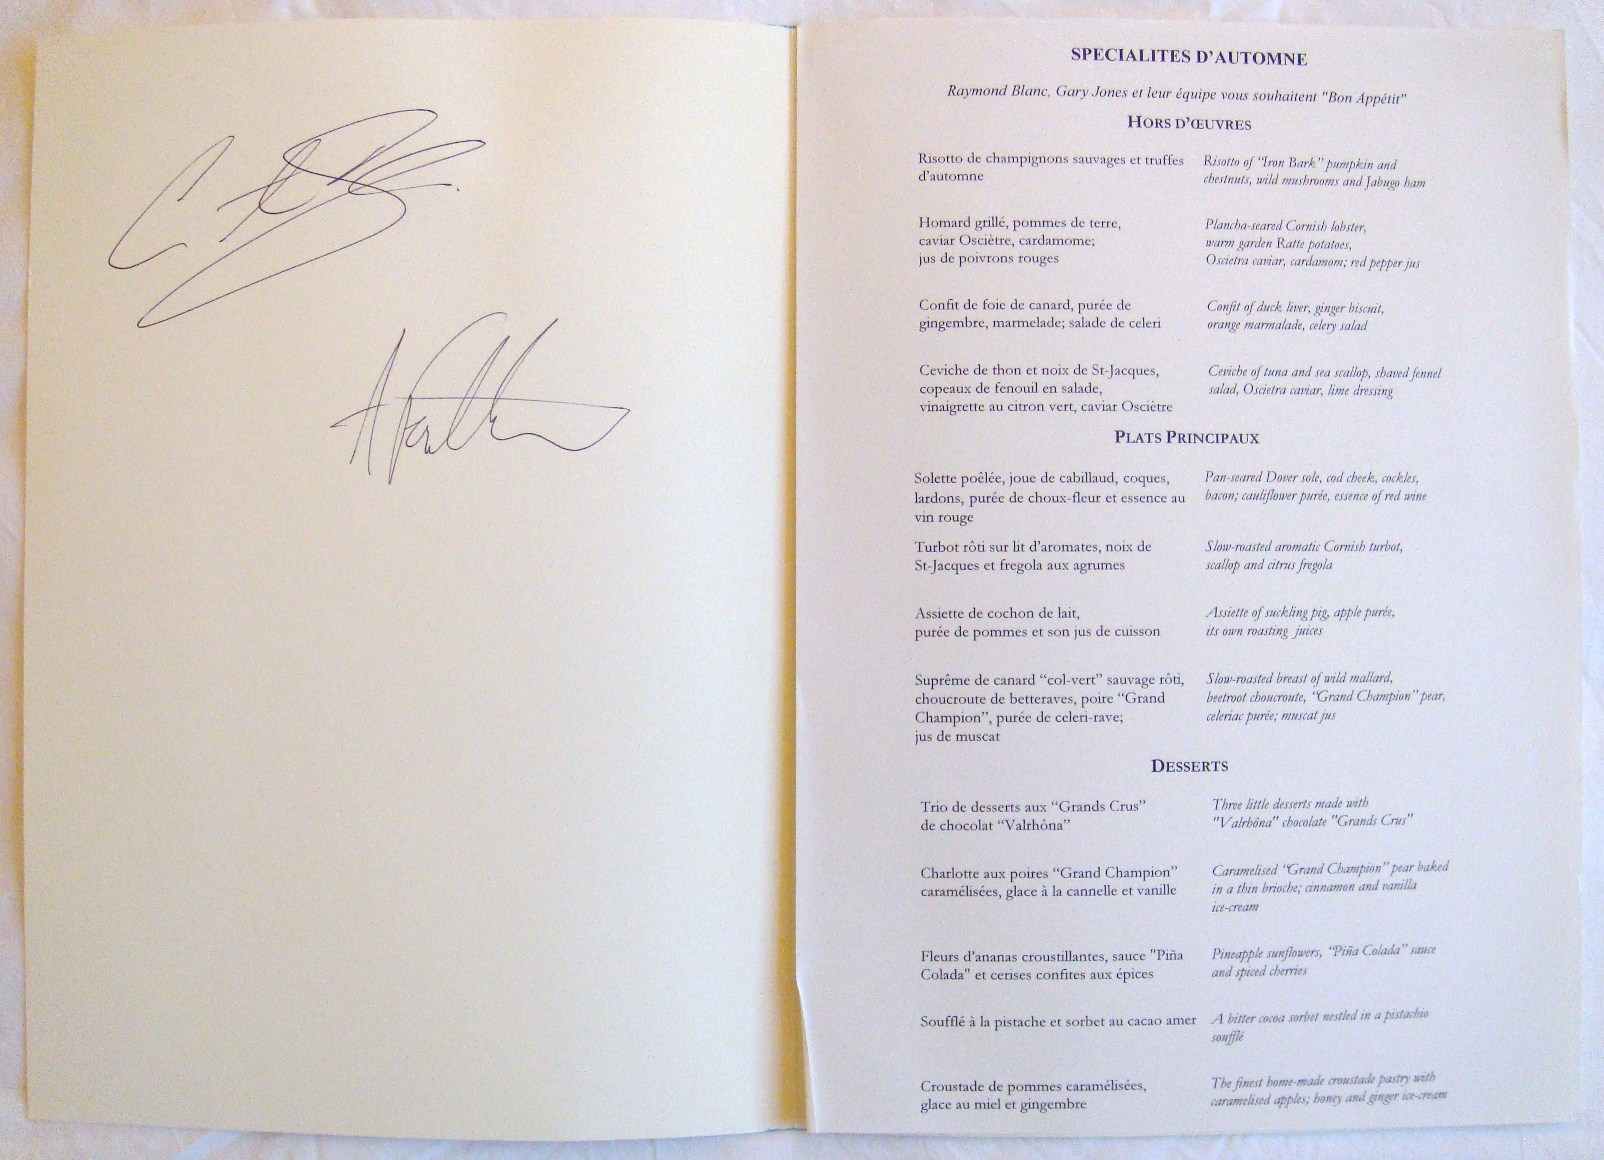 SPECIALITES D'AUTOMNE
Raymond Blanc, Gary Jones et leur équipe vous souhaitent "Bon Appétit"
HORS D'ŒUVRES
Risotto de champignons sauvages et truffes
d'automne
Risotto of "Iron Bark" pumpkin and
chestnuts, wild mushrooms and Jabugo ham
Homard grillé, pommes de terre,
caviar Osciètre, cardamome;
jus de poivrons rouges
Plancha-seared Cornish lobster,
warm garden Ratte potatoes,
Oscietra caviar, cardamom; red pepper jus
Confit de foie de canard, purée de
gingembre, marmelade; salade de celeri
Confit of duck liver, ginger biscuit,
orange marmalade, celery salad
Ceviche de thon et noix de St-Jacques,
copeaux de fenouil en salade,
vinaigrette au citron vert, caviar Osciètre
Ceviche of tuna and sea scallop, shaved fennel
salad, Oscietra caviar, lime dressing
PLATS PRINCIPAUX
Solette poêlée, joue de cabillaud, coques,
lardons, purée de choux-fleur et essence au
vin rouge
Pan-seared Dover sole, cod cheek, cockles,
bacon; cauliflower purée, essence of red wine
Turbot rôti sur lit d'aromates, noix de
St-Jacques et fregola aux agrumes
Slow-roasted aromatic Cornish turbot,
scallop and citrus fregola
Assiette de cochon de lait,
purée de pommes et son jus de cuisson
Assiette of suckling pig, apple purée,
its own roasting juices
Suprême de canard "col-vert" sauvage rôti,
choucroute de betteraves, poire "Grand
Champion", purée de celeri-rave;
jus de muscat
Slow-roasted breast of wild mallard,
beetroot choucroute, "Grand Champion" pear,
celeriac purée; muscat jus
DESSERTS
Trio de desserts aux "Grands Crus"
de chocolat "Valrhôna"
Three little desserts made with
"Valrhôna" chocolate "Grands Crus"
Charlotte aux poires "Grand Champion"
caramélisées, glace à la cannelle et vanille
Caramelised "Grand Champion" pear baked
in a thin brioche; cinnamon and vanilla
ice-cream
Fleurs d'ananas croustillantes, sauce "Piña
Colada" et cerises confites aux épices
Pineapple sunflowers, "Piña Colada" sauce
and spiced cherries
Soufflé à la pistache et sorbet au cacao amer
A bitter cocoa sorbet nestled in a pistachio
soufflé
Croustade de pommes caramélisées,
glace au miel et gingembre
The finest home-made croustade pastry with
caramelised apples; honey and ginger ice-cream